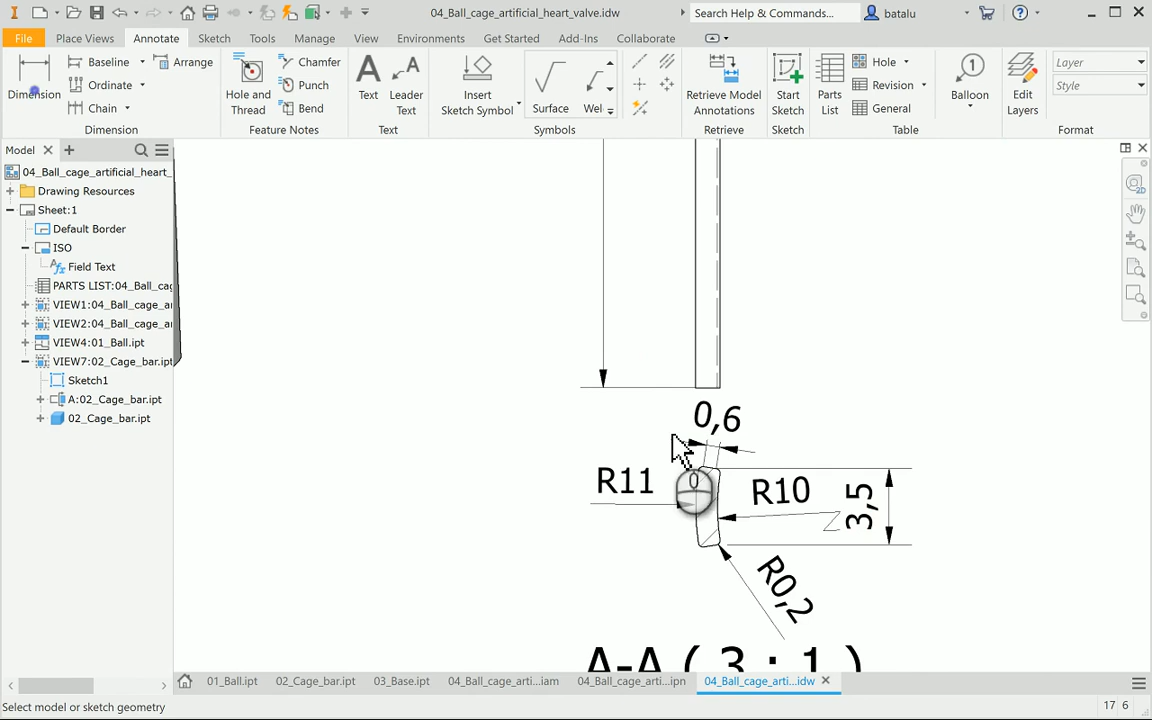 04_Ball_cage_artificial_heart_valve.idw
Search Help & Commands...
batalu
File
Place Views
Annotate
Sketch
Tools
Manage
View
Environments
Get Started
Add-Ins
Collaborate
Dimension
Baseline
Ordinate
Chain
Arrange
Dimension
Hole and Thread
Chamfer
Punch
Bend
Feature Notes
Text
Leader Text
Text
Insert Sketch Symbol
Surface
Wel
Symbols
Retrieve Model Annotations
Retrieve
Start Sketch
Sketch
Parts List
Hole
Revision
General
Table
Balloon
Edit Layers
Layer
Style
Format
Model
04_Ball_cage_artificial_heart_
Drawing Resources
Sheet:1
Default Border
ISO
Field Text
PARTS LIST:04_Ball_cag
VIEW1:04_Ball_cage_ar
VIEW2:04_Ball_cage_ar
VIEW4:01_Ball.ipt
VIEW7:02_Cage_bar.ipt
Sketch1
A:02_Cage_bar.ipt
02_Cage_bar.ipt
0,6
R11
0
R10
3,5
R0,2
A-A ( 3 : 1 )
01_Ball.ipt
02_Cage_bar.ipt
03_Base.ipt
04_Ball_cage_arti...iam
04_Ball_cage_arti...ipn
04_Ball_cage_arti...idw
Select model or sketch geometry
17 6